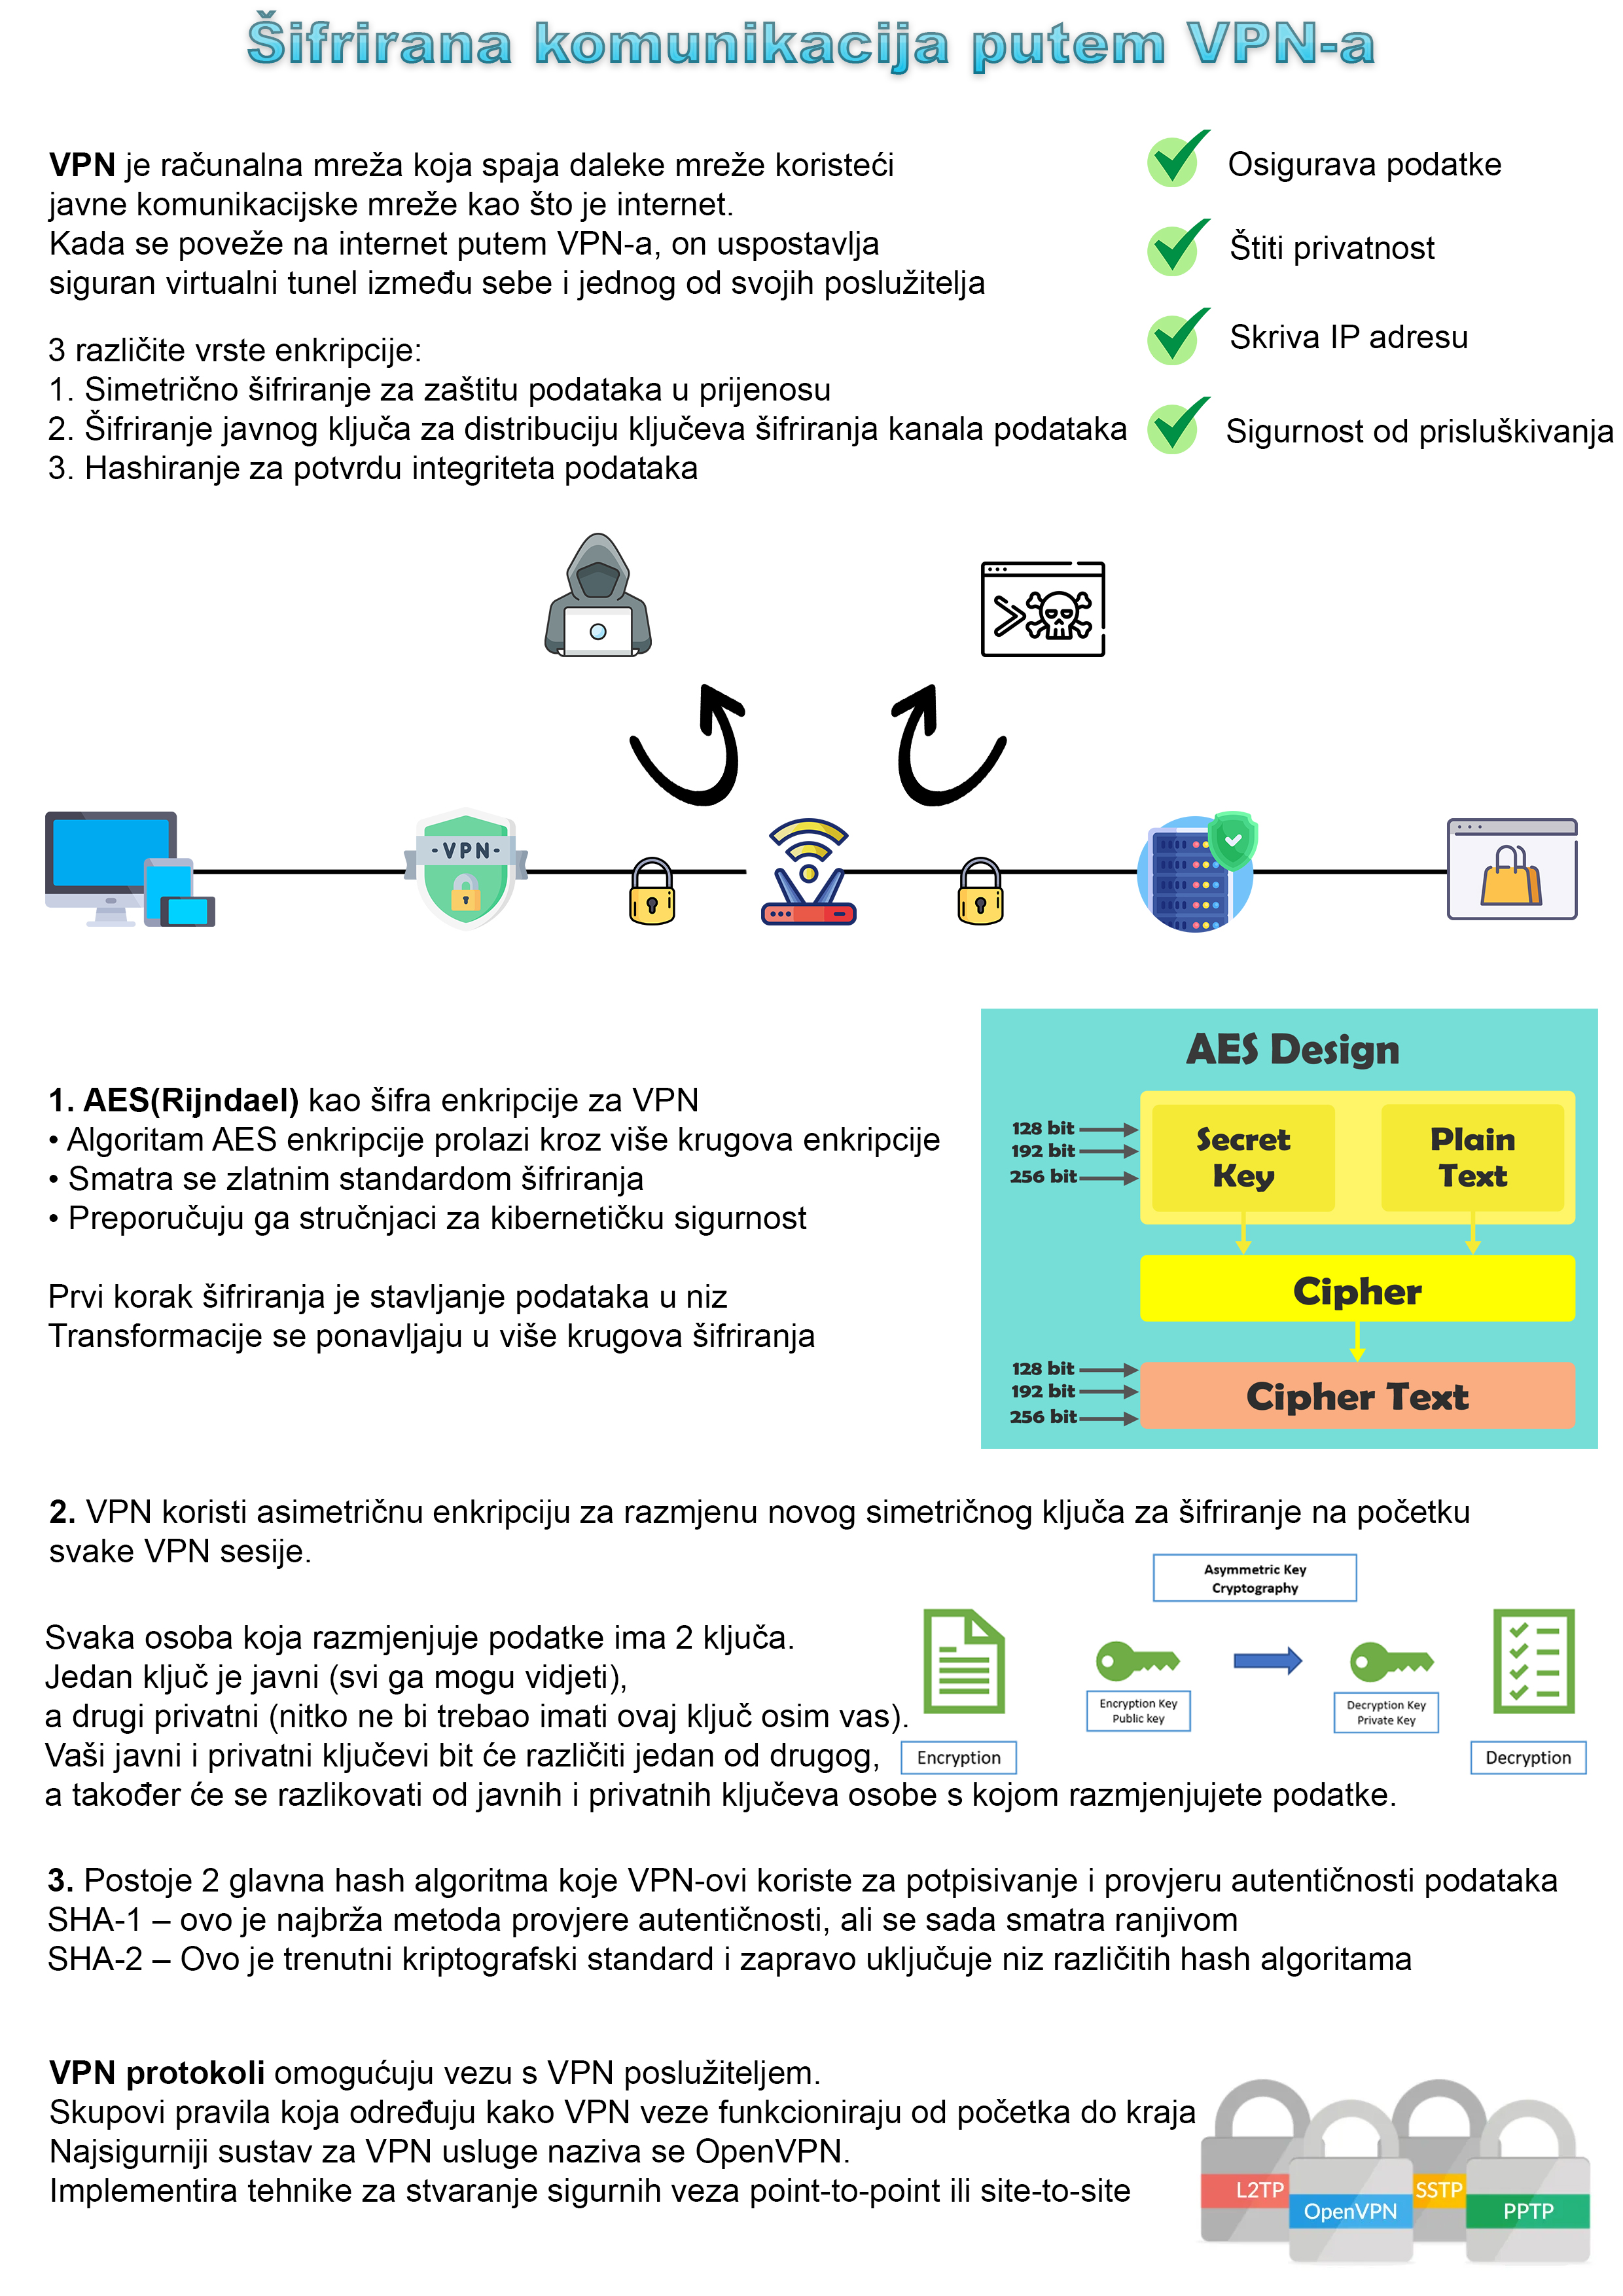 Šifrirana komunikacija putem VPN-a
VPN je računalna mreža koja spaja daleke mreže koristeći
javne komunikacijske mreže kao što je internet.
Kada se poveže na internet putem VPN-a, on uspostavlja
siguran virtualni tunel između sebe i jednog od svojih poslužitelja
Osigurava podatke
Štiti privatnost
Skriva IP adresu
Sigurnost od prisluškivanja
3 različite vrste enkripcije:
1. Simetrično šifriranje za zaštitu podataka u prijenosu
2. Šifriranje javnog ključa za distribuciju ključeva šifriranja kanala podataka
3. Hashiranje za potvrdu integriteta podataka
-VPN-
1. AES(Rijndael) kao šifra enkripcije za VPN
• Algoritam AES enkripcije prolazi kroz više krugova enkripcije
• Smatra se zlatnim standardom šifriranja
• Preporučuju ga stručnjaci za kibernetičku sigurnost
Prvi korak šifriranja je stavljanje podataka u niz
Transformacije se ponavljaju u više krugova šifriranja
AES Design
128 bit
192 bit
256 bit
Secret
Key
Plain
Text
Cipher
128 bit
192 bit
256 bit
Cipher Text
2. VPN koristi asimetričnu enkripciju za razmjenu novog simetričnog ključa za šifriranje na početku
svake VPN sesije.
Svaka osoba koja razmjenjuje podatke ima 2 ključa.
Jedan ključ je javni (svi ga mogu vidjeti),
a drugi privatni (nitko ne bi trebao imati ovaj ključ osim vas).
Vaši javni i privatni ključevi bit će različiti jedan od drugog,
a također će se razlikovati od javnih i privatnih ključeva osobe s kojom razmjenjujete podatke.
Asymmetric Key
Cryptography
Encryption Key
Public key
Decryption Key
Private Key
Encryption
Decryption
3. Postoje 2 glavna hash algoritma koje VPN-ovi koriste za potpisivanje i provjeru autentičnosti podataka
SHA-1 – ovo je najbrža metoda provjere autentičnosti, ali se sada smatra ranjivom
SHA-2 – Ovo je trenutni kriptografski standard i zapravo uključuje niz različitih hash algoritama
VPN protokoli omogućuju vezu s VPN poslužiteljem.
Skupovi pravila koja određuju kako VPN veze funkcioniraju od početka do kraja
Najsigurniji sustav za VPN usluge naziva se OpenVPN.
Implementira tehnike za stvaranje sigurnih veza point-to-point ili site-to-site
L2TP
OpenVPN
SSTP
PPTP